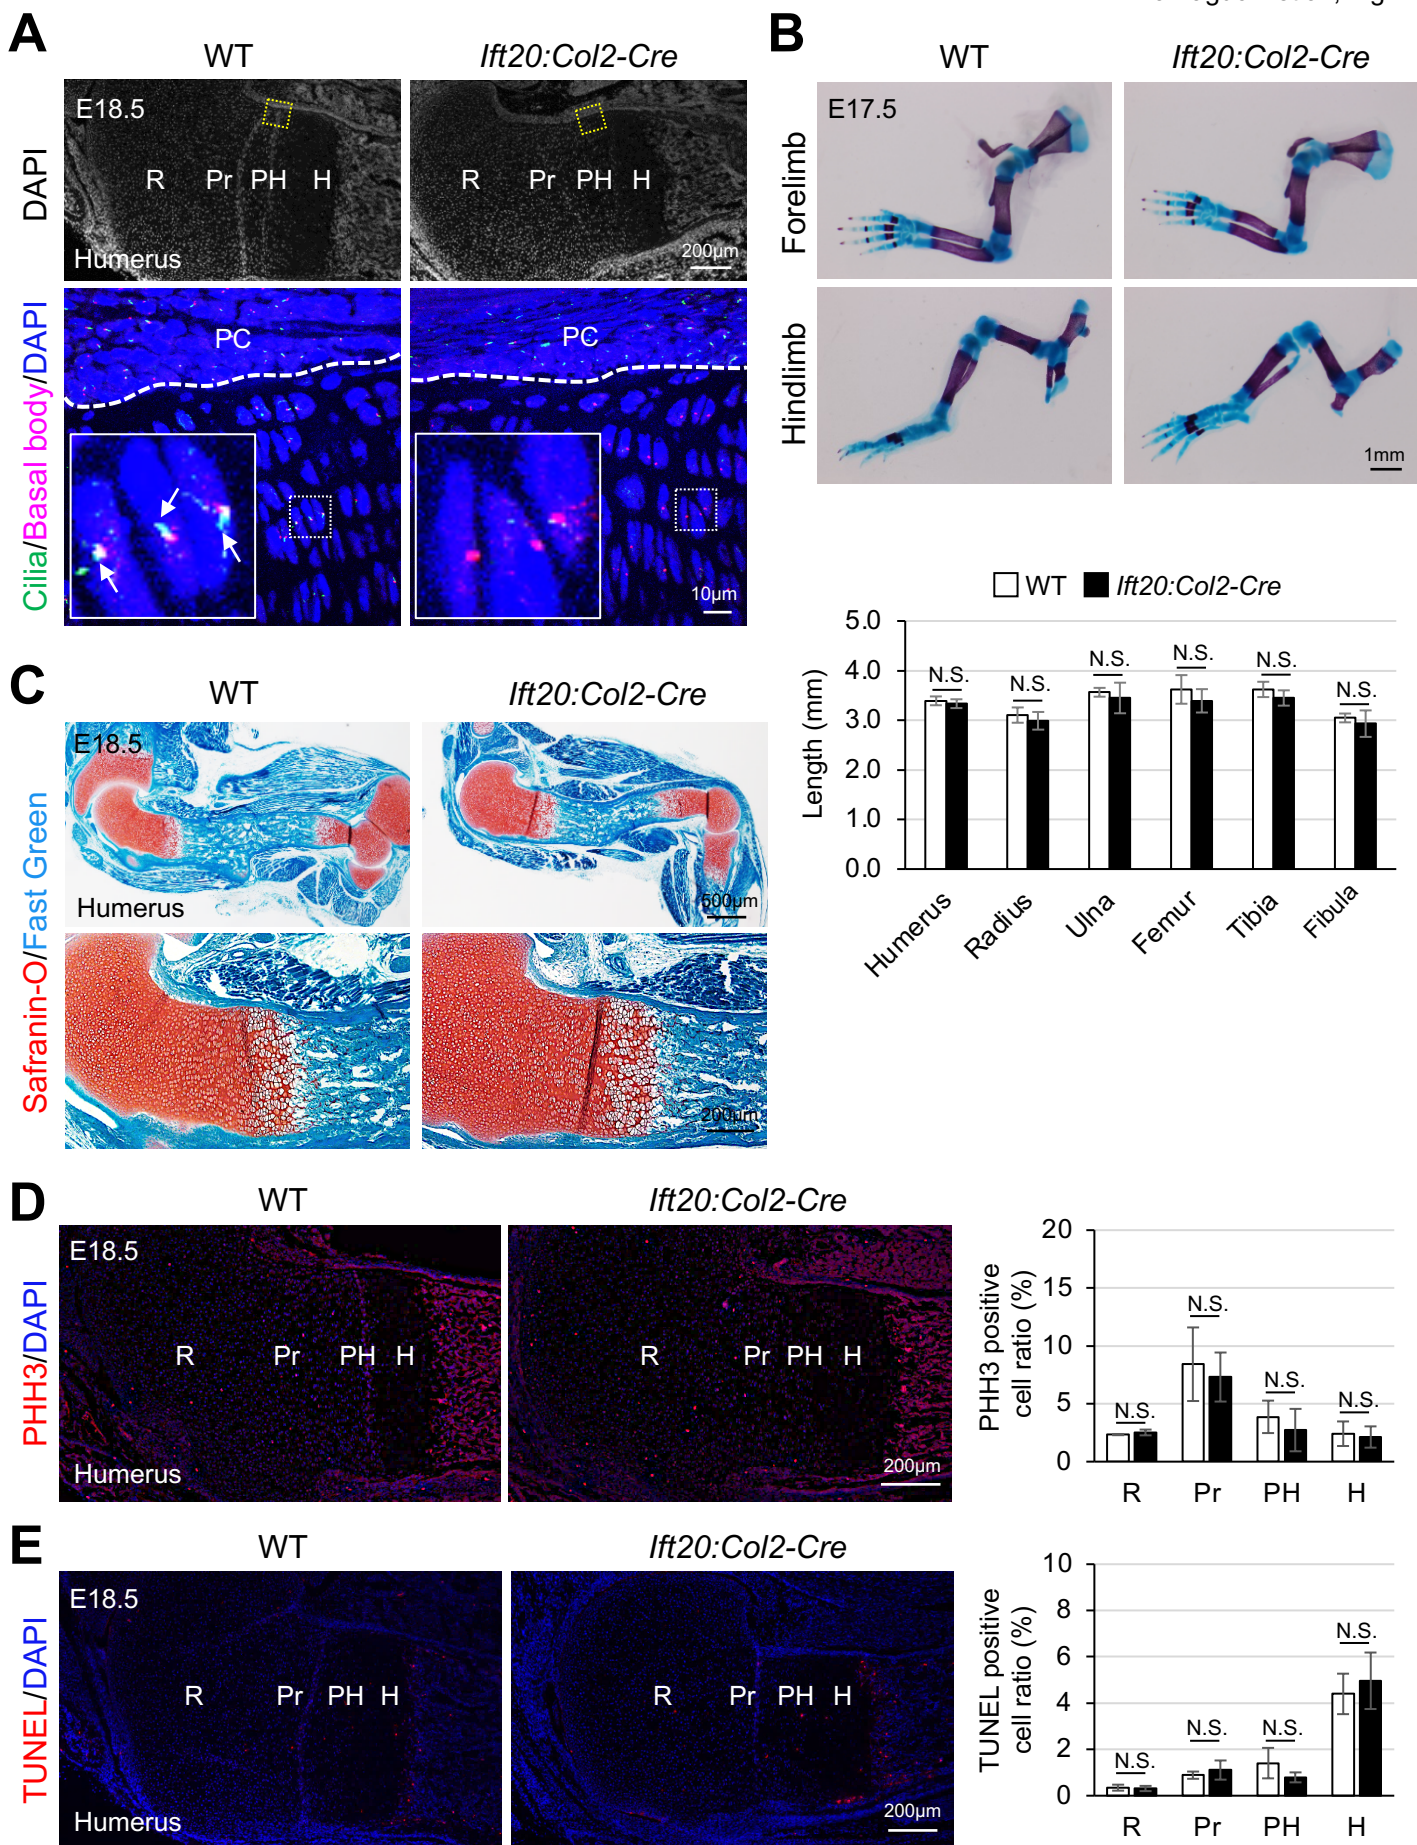 A
WT
Ift20:Col2-Cre
DAPI
E18.5
R Pr PH H
Humerus
R Pr PH H
200µm
Cilia/Basal body/DAPI
PC
PC
10µm
B
WT
Ift20:Col2-Cre
Forelimb
E17.5
Hindlimb
1mm
WT Ift20:Col2-Cre
Length (mm)
5.0
4.0
3.0
2.0
1.0
0.0
N.S. N.S. N.S. N.S. N.S. N.S.
Humerus Radius Ulna Femur Tibia Fibula
C
WT
Ift20:Col2-Cre
Safranin-O/Fast Green
E18.5
Humerus
500µm
200µm
D
WT
Ift20:Col2-Cre
PHH3/DAPI
E18.5
R Pr PH H
Humerus
R Pr PH H
200µm
PHH3 positive
cell ratio (%)
20
15
10
5
0
N.S. N.S. N.S. N.S.
R Pr PH H
E
WT
Ift20:Col2-Cre
TUNEL/DAPI
E18.5
R Pr PH H
Humerus
R Pr PH H
200µm
TUNEL positive
cell ratio (%)
10
8
6
4
2
0
N.S. N.S. N.S. N.S.
R Pr PH H